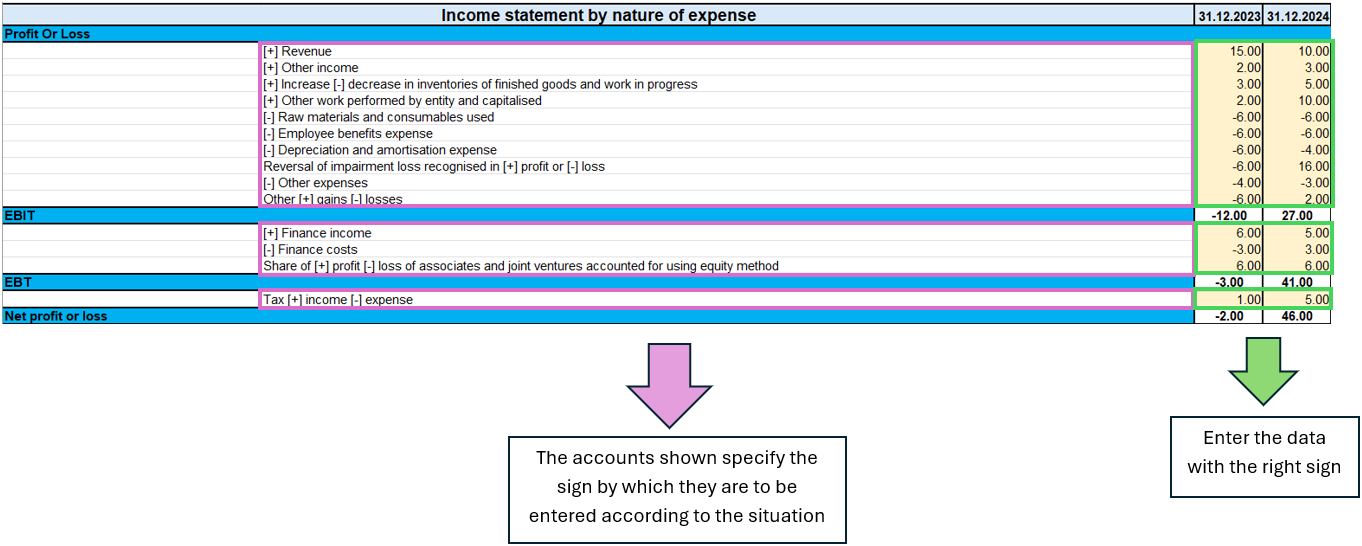 Income statement by nature of expense 31.12.2023 31.12.2024
Profit Or Loss
[+] Revenue 15.00 10.00
[+] Other income 2.00 3.00
[+] Increase [-] decrease in inventories of finished goods and work in progress 3.00 5.00
[+] Other work performed by entity and capitalised 2.00 10.00
[-] Raw materials and consumables used -6.00 -6.00
[-] Employee benefits expense -6.00 -6.00
[-] Depreciation and amortisation expense -6.00 -4.00
Reversal of impairment loss recognised in [+] profit or [-] loss -6.00 16.00
[-] Other expenses -4.00 -3.00
Other [+] gains [-] losses -6.00 2.00
EBIT -12.00 27.00
[+] Finance income 6.00 5.00
[-] Finance costs -3.00 3.00
Share of [+] profit [-] loss of associates and joint ventures accounted for using equity method 6.00 6.00
EBT -3.00 41.00
Tax [+] income [-] expense 1.00 5.00
Net profit or loss -2.00 46.00
The accounts shown specify the
sign by which they are to be
entered according to the situation
Enter the data
with the right sign